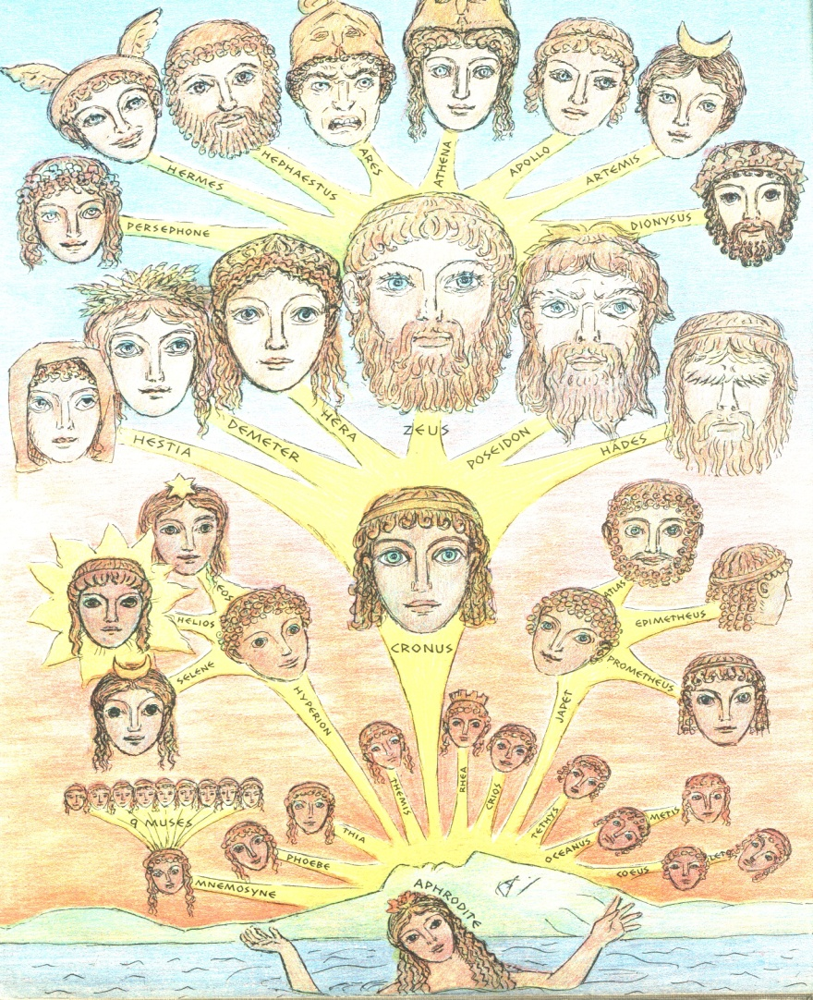 HERMES
HEPHAESTUS
ARES
ATHENA
APOLLO
ARTEMIS
PERSEPHONE
DIONYSUS
HESTIA
DEMETER
HERA
ZEUS
POSEIDON
HADES
EOS
HELIOS
SELENE
HYPERION
CRONUS
ATLAS
EPIMETHEUS
PROMETHEUS
JAPET
THEMIS
RHEA
CRIOS
TETHYS
9 MUSES
THIA
PHOEBE
MNEMOSYNE
OCEANUS
METIS
COEUS
LETO
APHRODITE